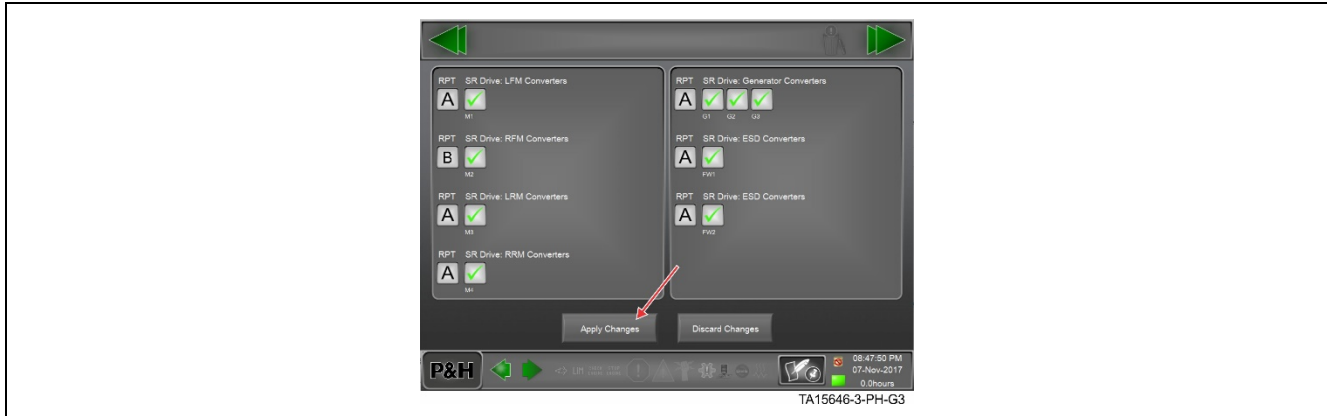 RPT SR Drive: LFM Converters
A
M1
RPT SR Drive: RFM Converters
B
M2
RPT SR Drive: LRM Converters
A
M3
RPT SR Drive: RRM Converters
A
M4
RPT SR Drive: Generator Converters
A
G1 G2 G3
RPT SR Drive: ESD Converters
A
FW1
RPT SR Drive: ESD Converters
A
FW2
Apply Changes
Discard Changes
P&H
LIM
08:47:50 PM
07-Nov-2017
0.0hours
TA15646-3-PH-G3